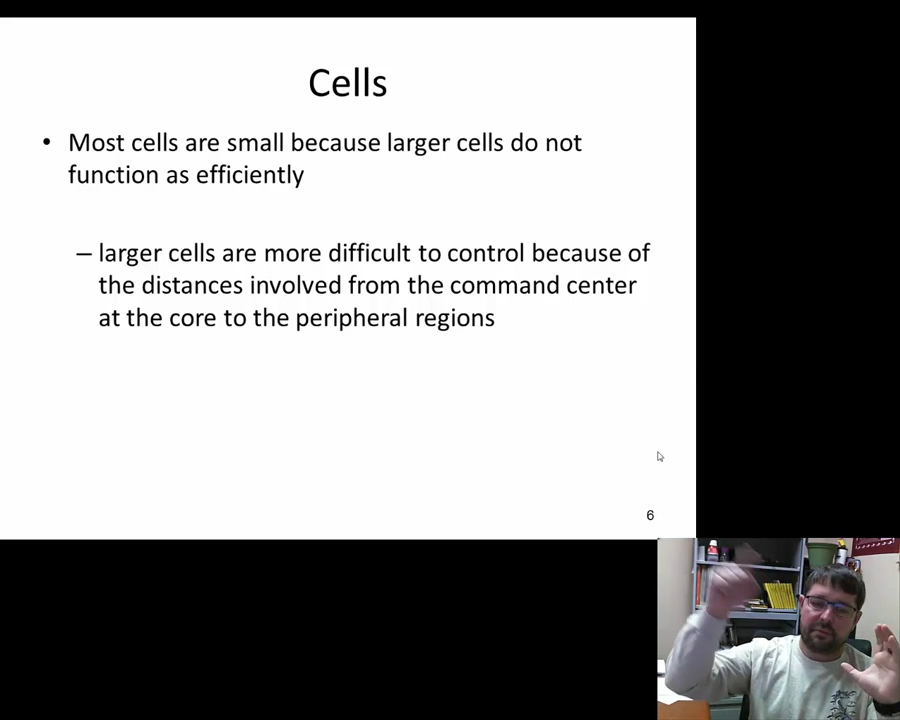 Cells
• Most cells are small because larger cells do not
function as efficiently
– larger cells are more difficult to control because of
the distances involved from the command center
at the core to the peripheral regions
6